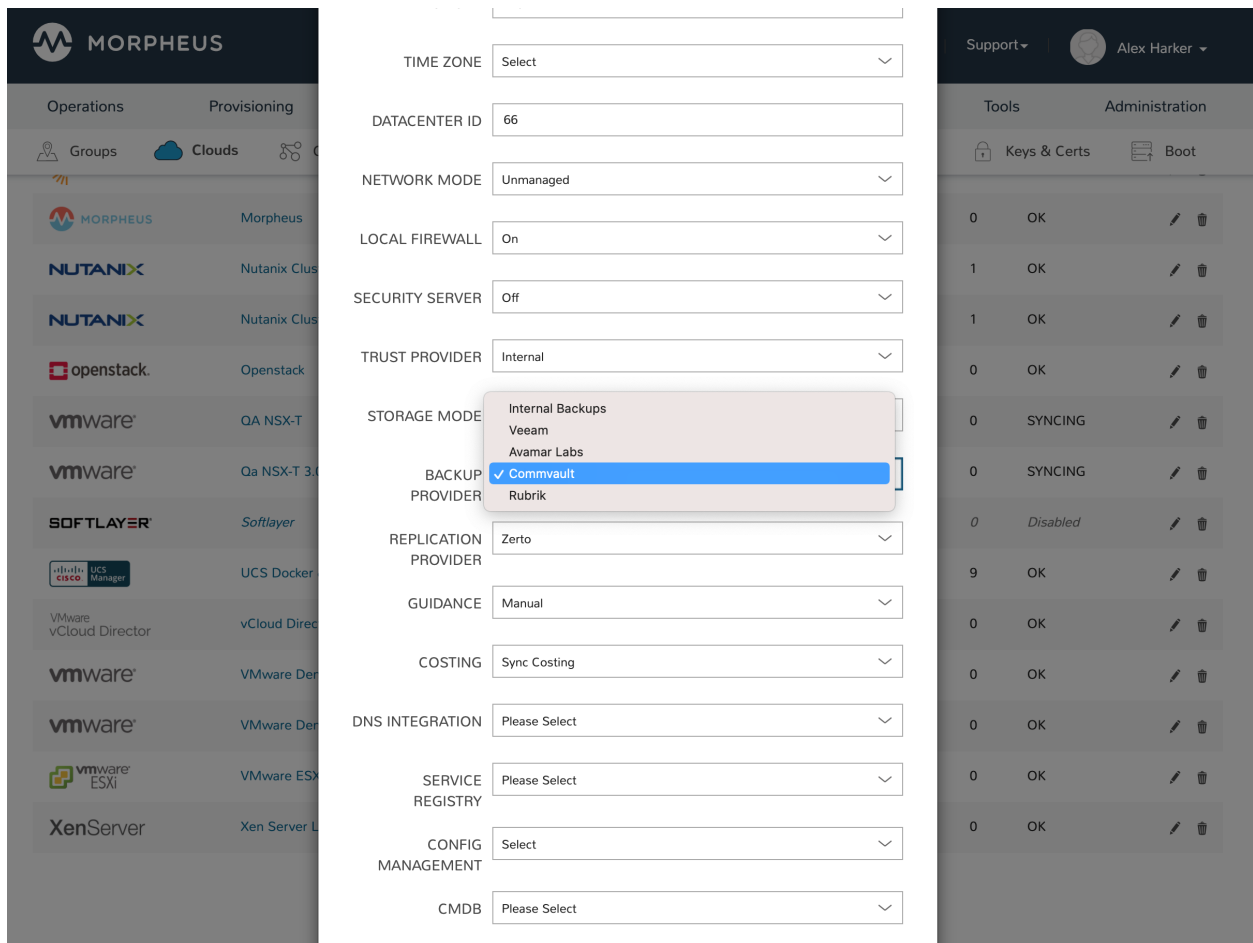 MORPHEUS
Support
Alex Harker
Operations
Provisioning
Tools
Administration
Groups
Clouds
Keys & Certs
Boot
MORPHEUS
Morpheus
0
OK
NUTANIX
Nutanix Clus
1
OK
NUTANIX
Nutanix Clus
1
OK
openstack.
Openstack
0
OK
vmware
QA NSX-T
0
SYNCING
vmware
Qa NSX-T 3.0
0
SYNCING
SOFTLAYER
Softlayer
0
Disabled
CISCO
UCS
Manager
UCS Docker
9
OK
VMware
vCloud Director
vCloud Direc
0
OK
vmware
VMware Der
0
OK
vmware
VMware Der
0
OK
vmware
ESXi
VMware ESX
0
OK
XenServer
Xen Server L
0
OK
TIME ZONE
Select
DATACENTER ID
66
NETWORK MODE
Unmanaged
LOCAL FIREWALL
On
SECURITY SERVER
Off
TRUST PROVIDER
Internal
STORAGE MODE
Internal Backups
Veeam
Avamar Labs
BACKUP
PROVIDER
✓ Commvault
Rubrik
REPLICATION
PROVIDER
Zerto
GUIDANCE
Manual
COSTING
Sync Costing
DNS INTEGRATION
Please Select
SERVICE
REGISTRY
Please Select
CONFIG
MANAGEMENT
Select
CMDB
Please Select